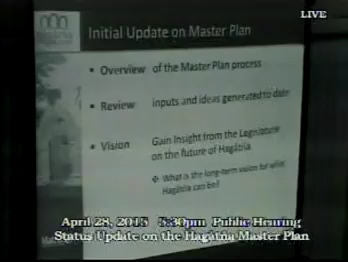 LIVE
Hagåtña
Initial Update on Master Plan
• Overview of the Master Plan process
• Review inputs and ideas generated to date
• Vision Gain Insight from the Legislature
on the future of Hagåtña
❖ What is the long-term vision for what
Hagåtña can be?
April 28, 2015 5:30pm Public Hearing
Status Update on the Hagåtña Master Plan